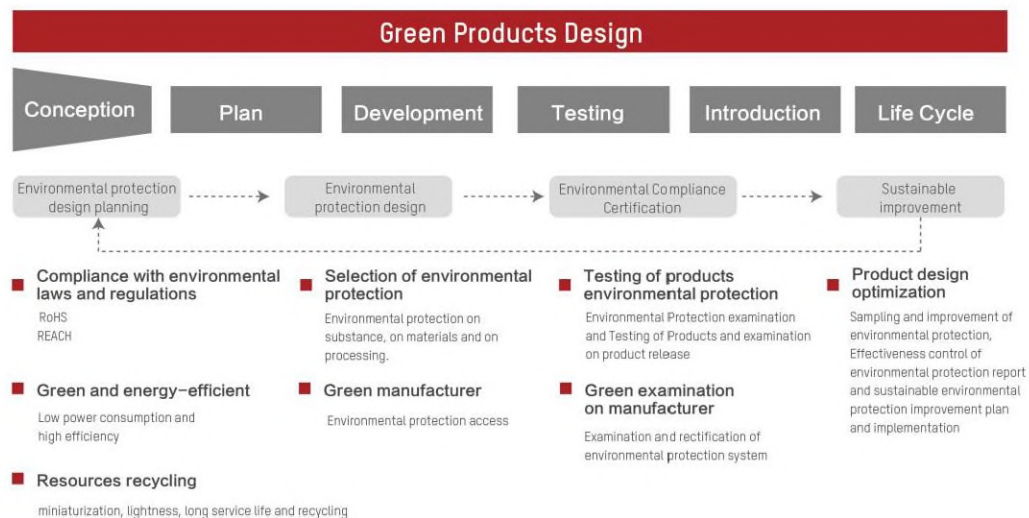 Green Products Design
Conception
Plan
Development
Testing
Introduction
Life Cycle
Environmental protection
design planning
Environmental
protection design
Environmental Compliance
Certification
Sustainable
improvement
Compliance with environmental
laws and regulations
RoHS
REACH
Green and energy-efficient
Low power consumption and
high efficiency
Resources recycling
miniaturization, lightness, long service life and recycling
Selection of environmental
protection
Environmental protection on
substance, on materials and on
processing.
Green manufacturer
Environmental protection access
Testing of products
environmental protection
Environmental Protection examination
and Testing of Products and examination
on product release
Green examination
on manufacturer
Examination and rectification of
environmental protection system
Product design
optimization
Sampling and improvement of
environmental protection,
Effectiveness control of
environmental protection report
and sustainable environmental
protection improvement plan
and implementation